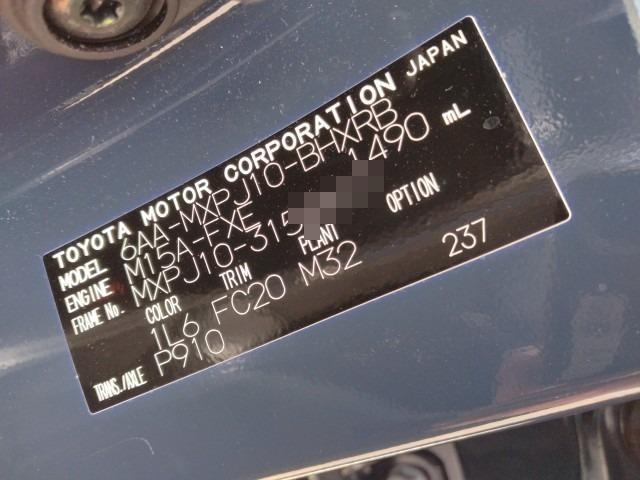 TOYOTA MOTOR CORPORATION JAPAN
MODEL 6AA-MXPJ10-BHXRB
ENGINE M15A-FXE 1490 mL
FRAME No. MXPJ10-315
COLOR TRIM PLANT OPTION
1L6 FC20 M32 237
TRANS./AXLE P910